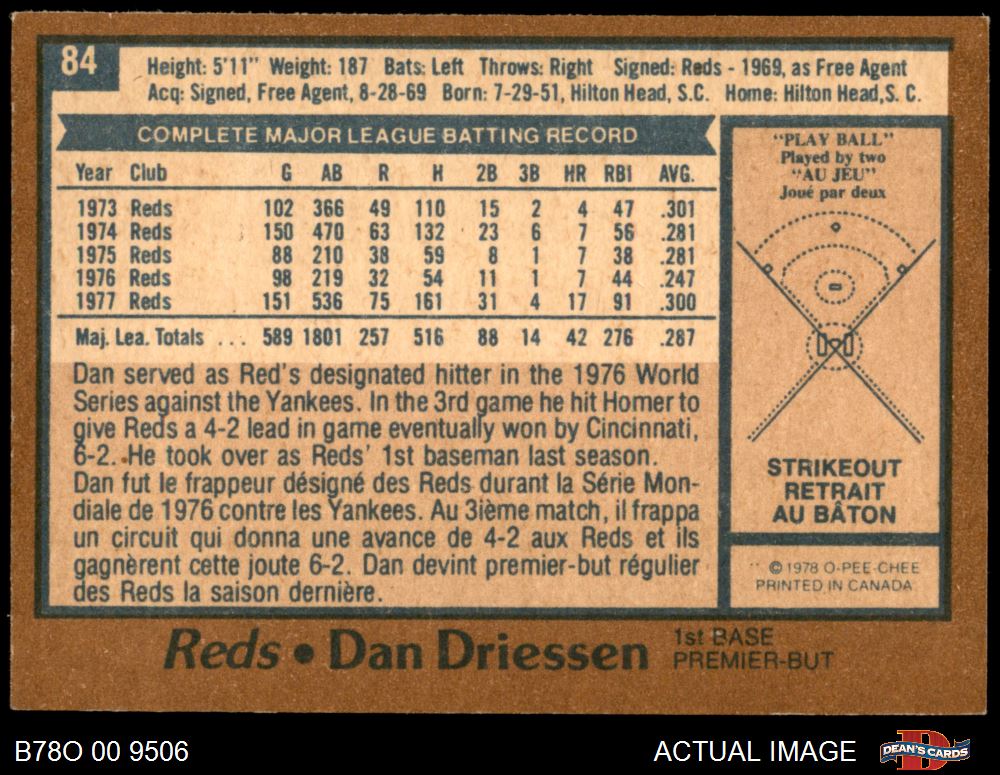 84
Height: 5'11" Weight: 187 Bats: Left Throws: Right Signed: Reds - 1969, as Free Agent
Acq: Signed, Free Agent, 8-28-69 Born: 7-29-51, Hilton Head, S.C. Home: Hilton Head, S. C.
COMPLETE MAJOR LEAGUE BATTING RECORD
Year Club G AB R H 2B 3B HR RBI AVG.
1973 Reds 102 366 49 110 15 2 4 47 .301
1974 Reds 150 470 63 132 23 6 7 56 .281
1975 Reds 88 210 38 59 8 1 7 38 .281
1976 Reds 98 219 32 54 11 1 7 44 .247
1977 Reds 151 536 75 161 31 4 17 91 .300
Maj. Lea. Totals ... 589 1801 257 516 88 14 42 276 .287
Dan served as Red's designated hitter in the 1976 World
Series against the Yankees. In the 3rd game he hit Homer to
give Reds a 4-2 lead in game eventually won by Cincinnati,
6-2. He took over as Reds' 1st baseman last season.
Dan fut le frappeur désigné des Reds durant la Série Mon-
diale de 1976 contre les Yankees. Au 3ième match, il frappa
un circuit qui donna une avance de 4-2 aux Reds et ils
gagnèrent cette joute 6-2. Dan devint premier-but régulier
des Reds la saison dernière.
"PLAY BALL"
Played by two
"AU JEU"
Joué par deux
STRIKEOUT
RETRAIT
AU BÂTON
© 1978 O-PEE-CHEE
PRINTED IN CANADA
Reds • Dan Driessen
1st BASE
PREMIER-BUT
B78O 00 9506
ACTUAL IMAGE
DEAN'S CARDS